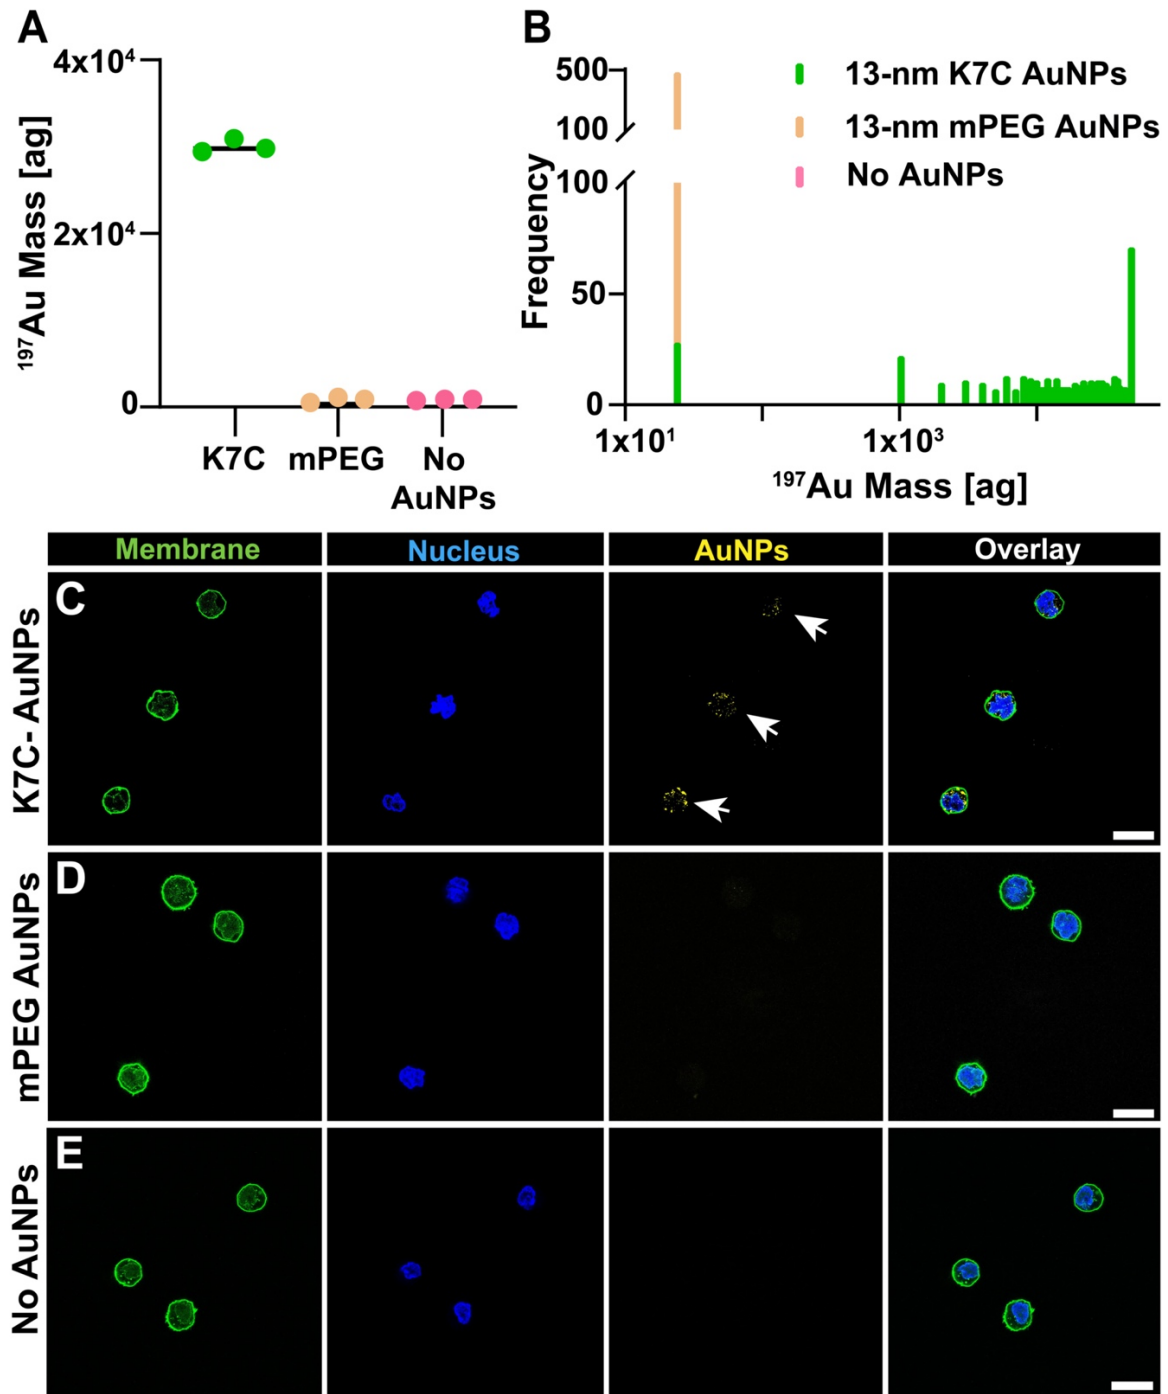 A
4x10⁴
2x10⁴
0
¹⁹⁷Au Mass [ag]
K7C
mPEG
No
AuNPs
B
500
100
100
50
0
Frequency
1x10¹
1x10³
¹⁹⁷Au Mass [ag]
13-nm K7C AuNPs
13-nm mPEG AuNPs
No AuNPs
Membrane
Nucleus
AuNPs
Overlay
C
K7C- AuNPs
D
mPEG AuNPs
E
No AuNPs